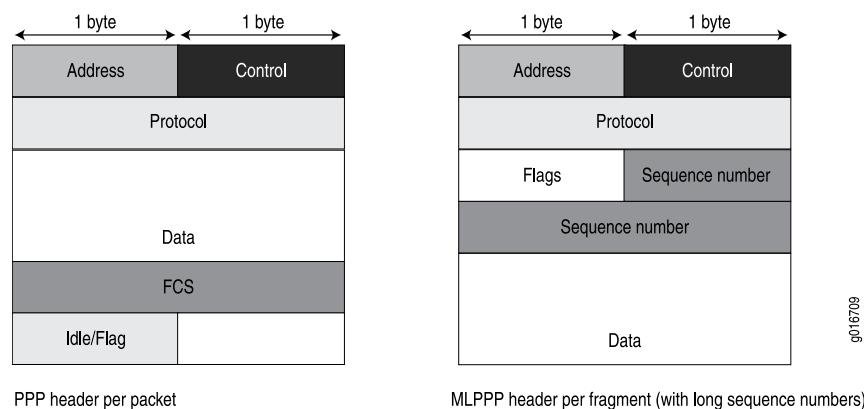 1 byte 1 byte
Address Control
Protocol
Data
FCS
Idle/Flag
PPP header per packet
1 byte 1 byte
Address Control
Protocol
Flags Sequence number
Sequence number
Data
MLPPP header per fragment (with long sequence numbers)
g016709